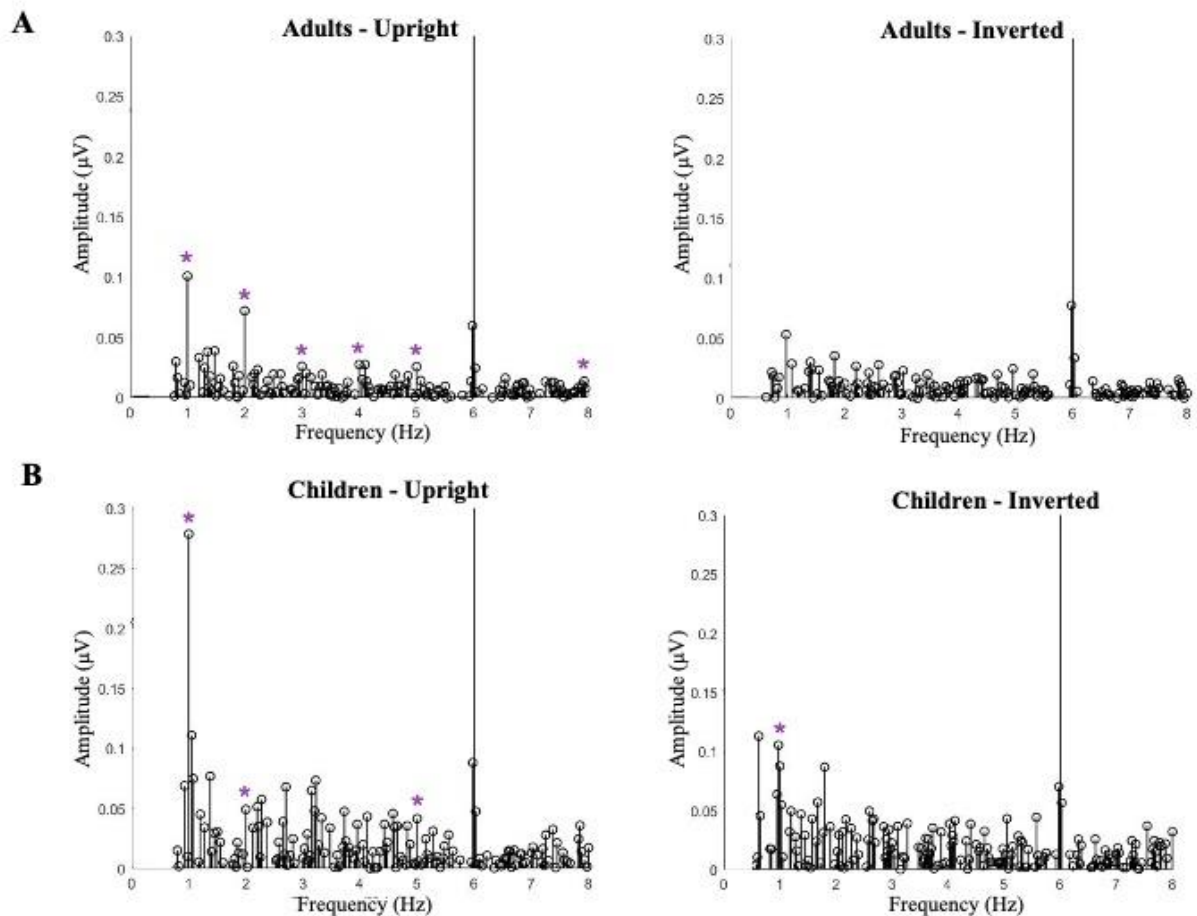 A
Adults - Upright
0.3
0.25
0.2
0.15
0.1
0.05
0
Amplitude (µV)
* * * * * *
0 1 2 3 4 5 6 7 8
Frequency (Hz)
Adults - Inverted
0.3
0.25
0.2
0.15
0.1
0.05
0
Amplitude (µV)
0 1 2 3 4 5 6 7 8
Frequency (Hz)
B
Children - Upright
0.3
0.25
0.2
0.15
0.1
0.05
0
Amplitude (µV)
* * *
0 1 2 3 4 5 6 7 8
Frequency (Hz)
Children - Inverted
0.3
0.25
0.2
0.15
0.1
0.05
0
Amplitude (µV)
*
0 1 2 3 4 5 6 7 8
Frequency (Hz)